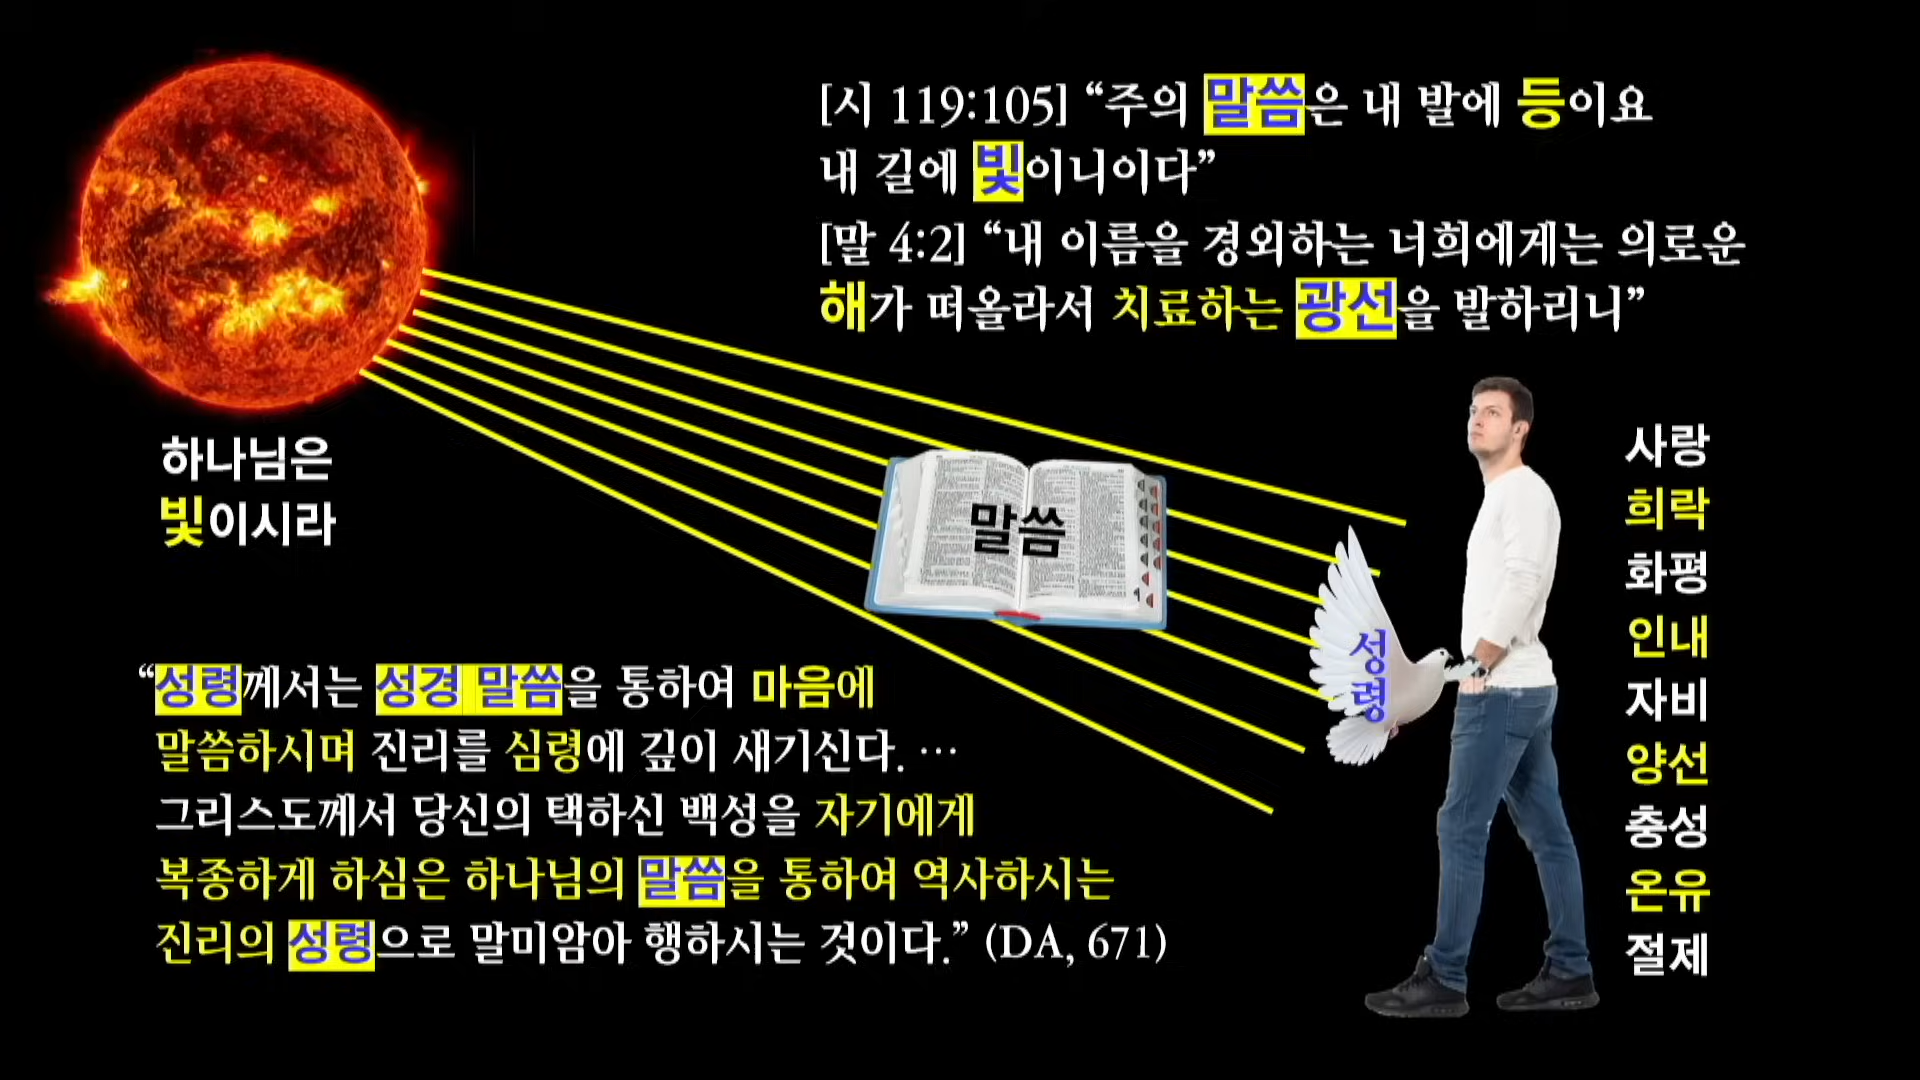 [시 119:105] “주의 말씀은 내 발에 등이요
내 길에 빛이니이다”
[말 4:2] “내 이름을 경외하는 너희에게는 의로운
해가 떠올라서 치료하는 광선을 발하리니”
하나님은
빛이시라
말씀
성령
사랑
희락
화평
인내
자비
양선
충성
온유
절제
“성령께서는 성경 말씀을 통하여 마음에
말씀하시며 진리를 심령에 깊이 새기신다. …
그리스도께서 당신의 택하신 백성을 자기에게
복종하게 하심은 하나님의 말씀을 통하여 역사하시는
진리의 성령으로 말미암아 행하시는 것이다.” (DA, 671)